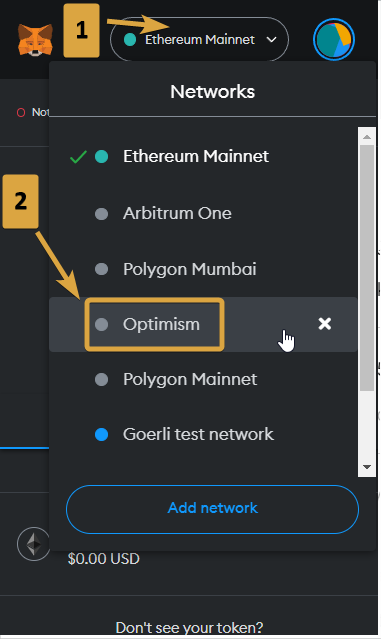 1
Ethereum Mainnet
Not
Networks
Ethereum Mainnet
Arbitrum One
2
Polygon Mumbai
Optimism
Polygon Mainnet
Goerli test network
Add network
$0.00 USD
Don't see your token?